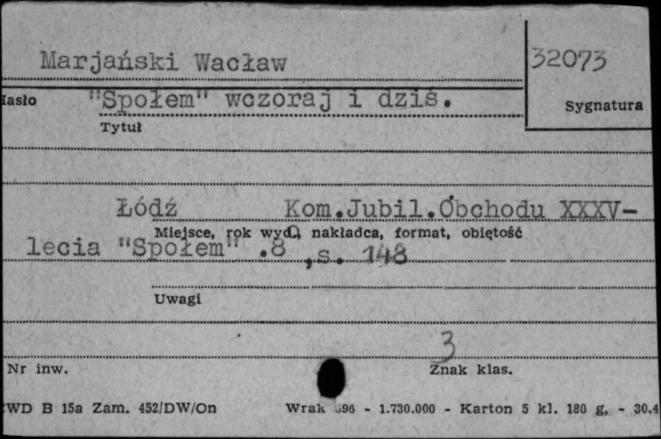 Marjański Wacław
32073
Hasło "Społem" wczoraj i dziś.
Sygnatura
Tytuł
Łódź Kom.Jubil.Obchodu XXXV-
Miejsce, rok wyd., nakładca, format, objętość
lecia "Społem" .8 ,s. 148
Uwagi
3
Nr inw.
Znak klas.
WD B 15a Zam. 452/DW/On Wrak 596 - 1.730.000 - Karton 5 kl. 180 g. - 30.4